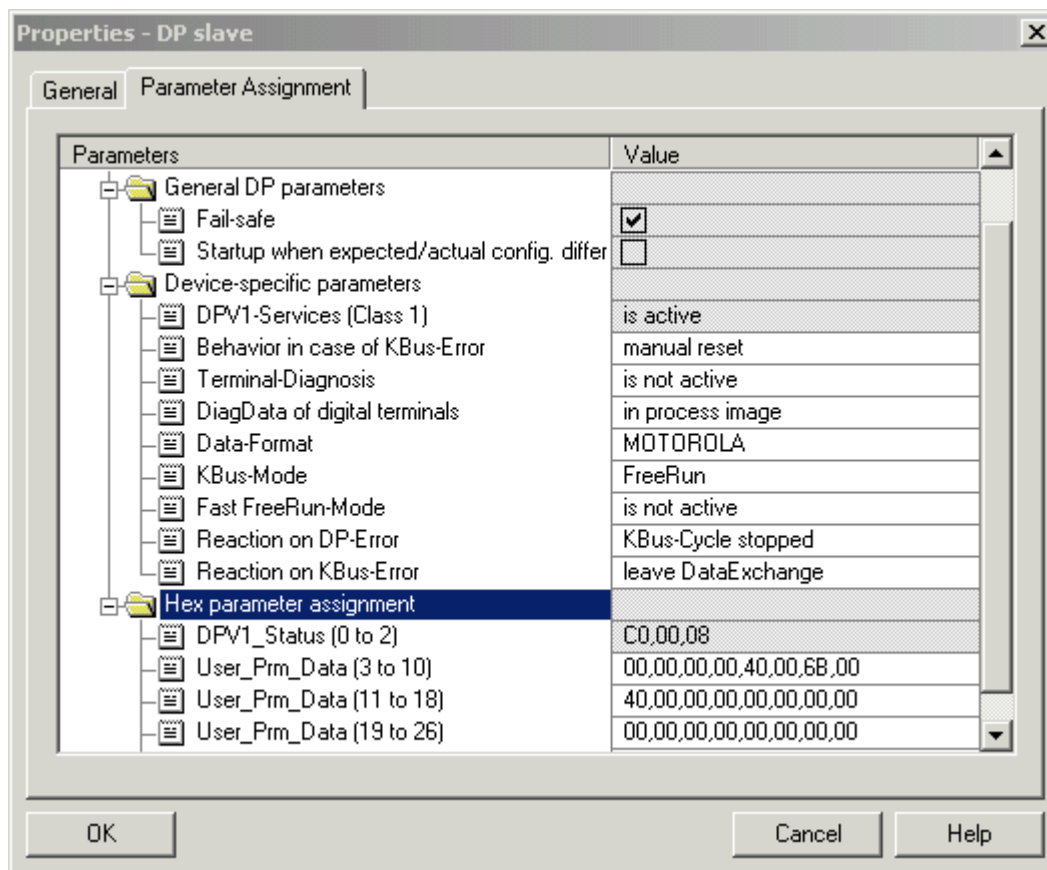 Properties - DP slave
General Parameter Assignment
Parameters Value
General DP parameters
Fail-safe
Startup when expected/actual config. differ
Device-specific parameters
DPV1-Services (Class 1) is active
Behavior in case of KBus-Error manual reset
Terminal-Diagnosis is not active
DiagData of digital terminals in process image
Data-Format MOTOROLA
KBus-Mode FreeRun
Fast FreeRun-Mode is not active
Reaction on DP-Error KBus-Cycle stopped
Reaction on KBus-Error leave DataExchange
Hex parameter assignment
DPV1_Status (0 to 2) C0,00,08
User_Prm_Data (3 to 10) 00,00,00,00,40,00,6B,00
User_Prm_Data (11 to 18) 40,00,00,00,00,00,00,00
User_Prm_Data (19 to 26) 00,00,00,00,00,00,00,00
OK Cancel Help